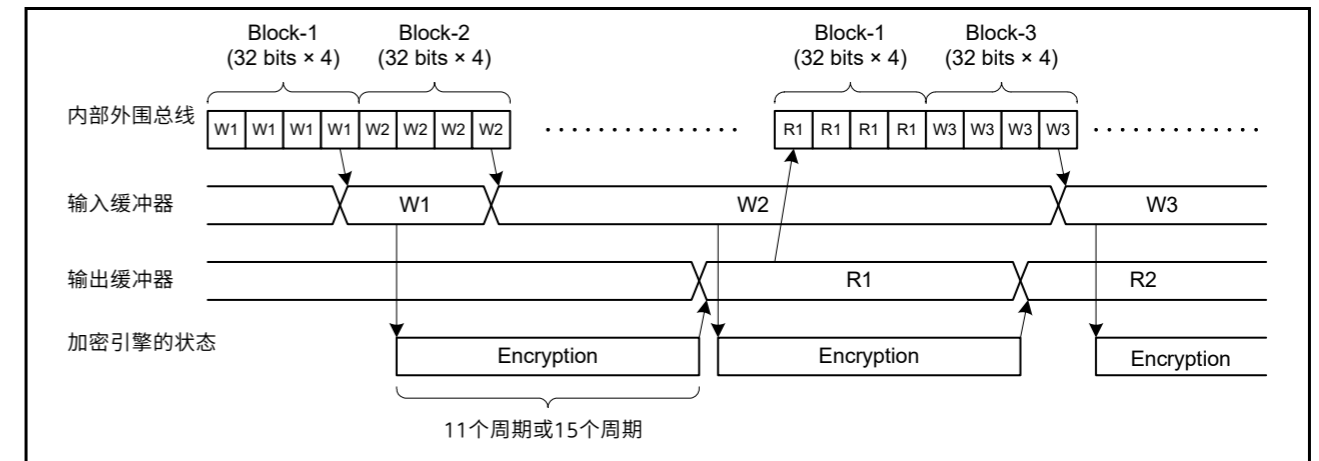 Block-1 Block-2 Block-1 Block-3
(32 bits × 4) (32 bits × 4) (32 bits × 4) (32 bits × 4)
内部外围总线 W1 W1 W1 W1 W2 W2 W2 W2 R1 R1 R1 R1 W3 W3 W3 W3
输入缓冲器 W1 W2 W3
输出缓冲器 R1 R2
加密引擎的状态 Encryption Encryption Encryption
11个周期或15个周期